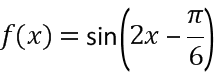 f(x) = sin(2x − π/6)